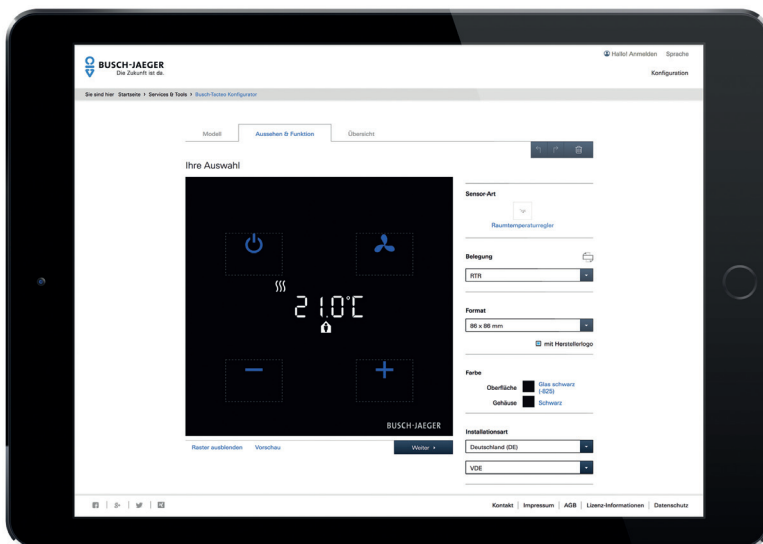 Hallo! Anmelden Sprache
BUSCH-JAEGER
Die Zukunft ist da.
Konfiguration
Sie sind hier Startseite › Services & Tools › Busch-Tacteo Konfigurator
Modell Aussehen & Funktion Übersicht
Ihre Auswahl
Sensor-Art
Raumtemperaturregler
Belegung
RTR
21.0°C
Format
86 x 86 mm
mit Herstellerlogo
Farbe
Oberfläche Glas schwarz
(-825)
Gehäuse Schwarz
BUSCH-JAEGER
Installationsart
Raster ausblenden Vorschau Weiter
Deutschland (DE)
VDE
Kontakt | Impressum | AGB | Lizenz-Informationen | Datenschutz